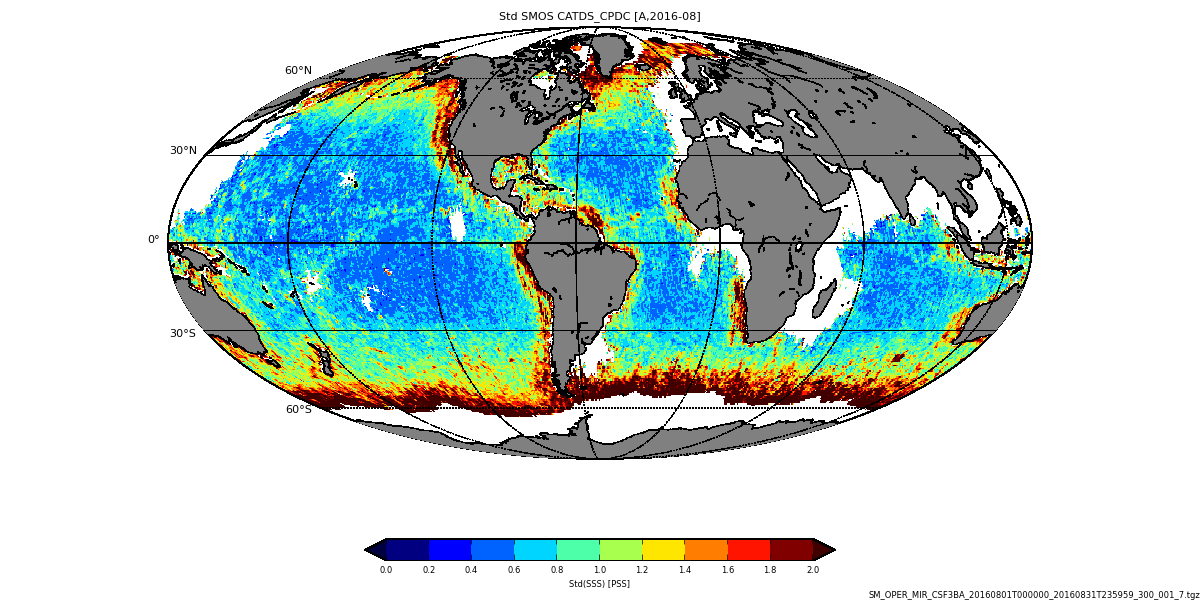 Std SMOS CATDS_CPDC [A,2016-08]
60°N
30°N
0°
30°S
60°S
0.0 0.2 0.4 0.6 0.8 1.0 1.2 1.4 1.6 1.8 2.0
Std(SSS) [PSS]
SM_OPER_MIR_CSF3BA_20160801T000000_20160831T235959_300_001_7.tgz